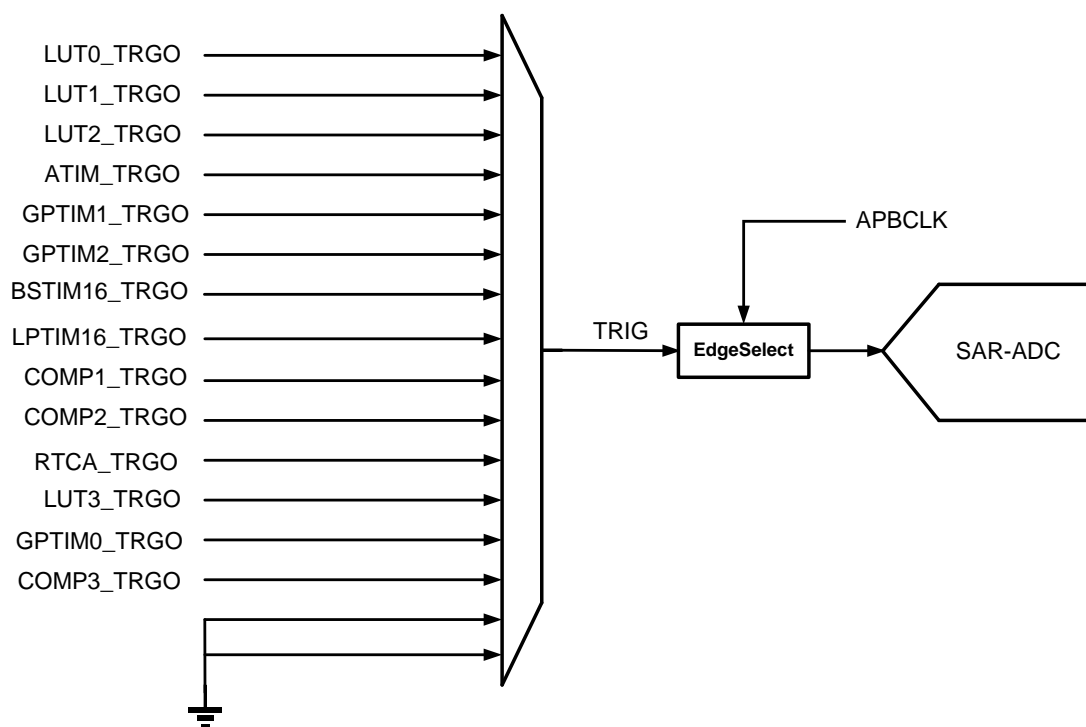 LUT0_TRGO
LUT1_TRGO
LUT2_TRGO
ATIM_TRGO
GPTIM1_TRGO
GPTIM2_TRGO
BSTIM16_TRGO
LPTIM16_TRGO
COMP1_TRGO
COMP2_TRGO
RTCA_TRGO
LUT3_TRGO
GPTIM0_TRGO
COMP3_TRGO
TRIG
APBCLK
EdgeSelect
SAR-ADC